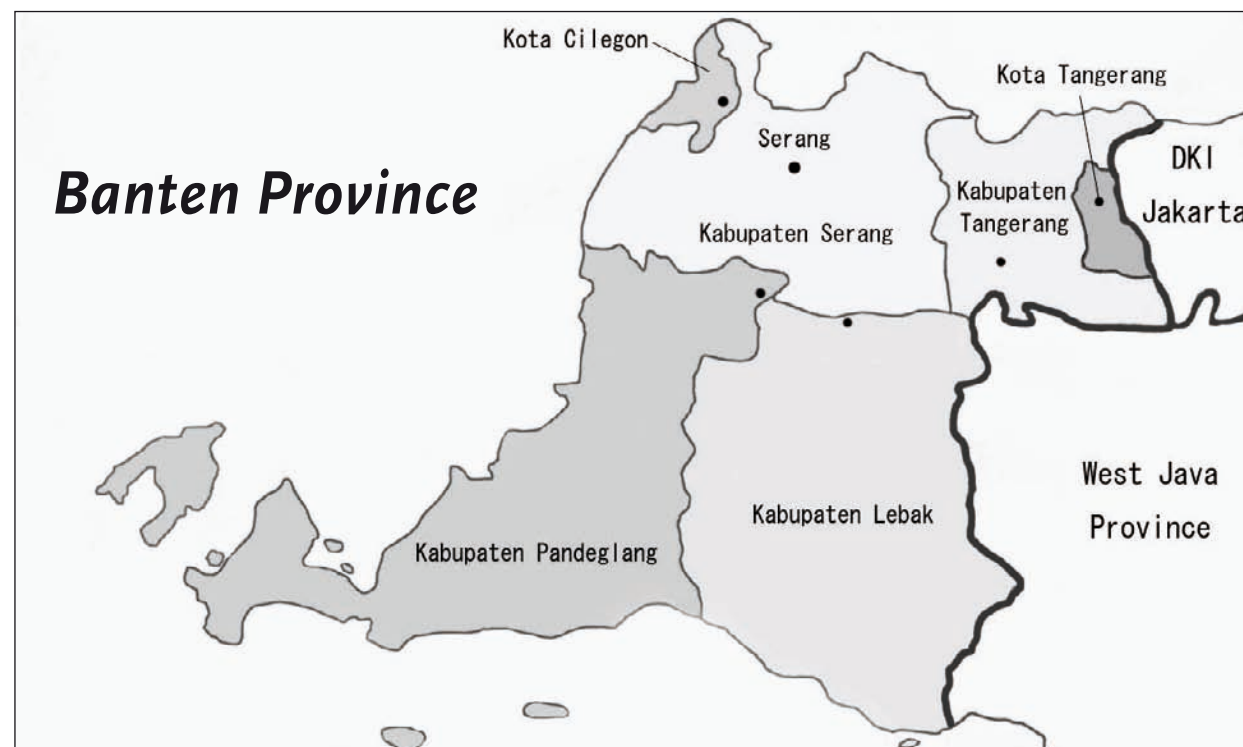 Kota Cilegon
Kota Tangerang
Banten Province
Serang
DKI
Jakarta
Kabupaten
Tangerang
Kabupaten Serang
West Java
Province
Kabupaten Lebak
Kabupaten Pandeglang